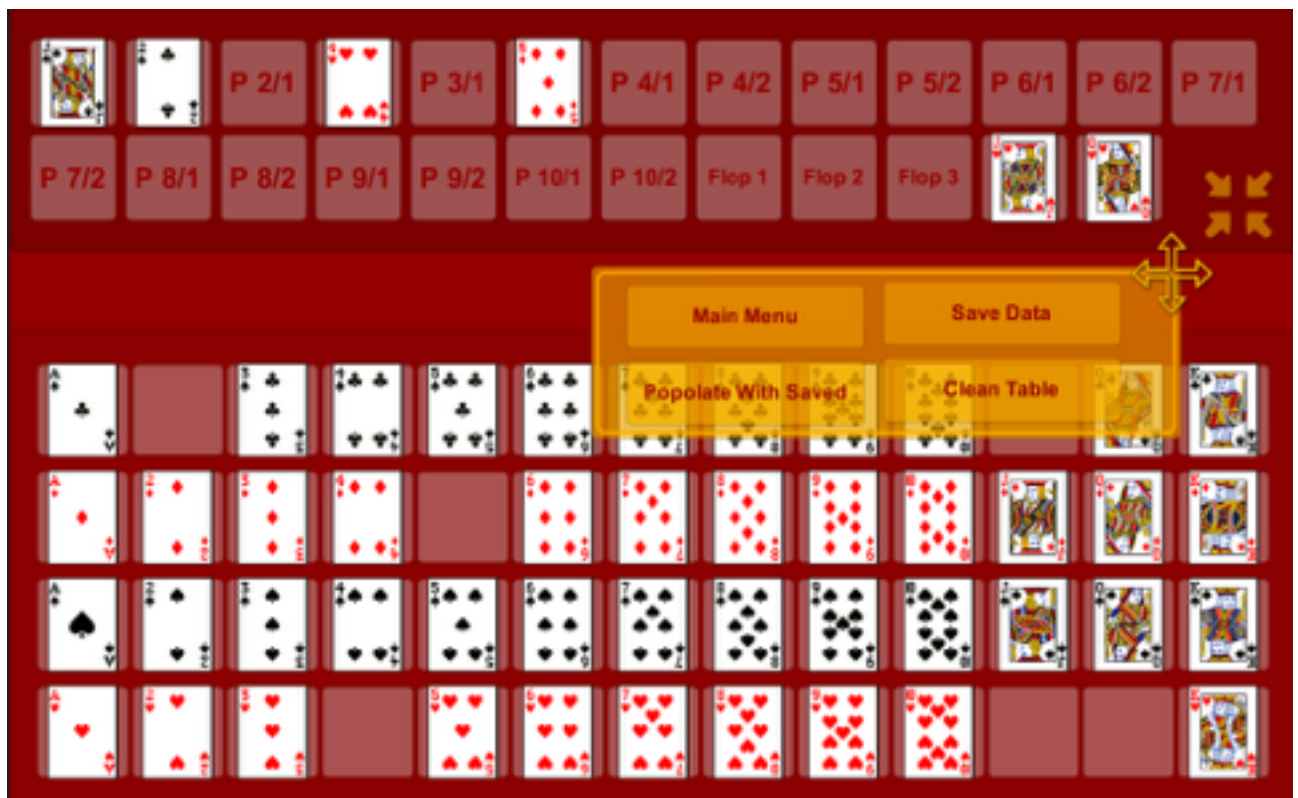 P 2/1 P 3/1 P 4/1 P 4/2 P 5/1 P 5/2 P 6/1 P 6/2 P 7/1
P 7/2 P 8/1 P 8/2 P 9/1 P 9/2 P 10/1 P 10/2 Flop 1 Flop 2 Flop 3
Main Menu Save Data
Popolate With Saved Clean Table